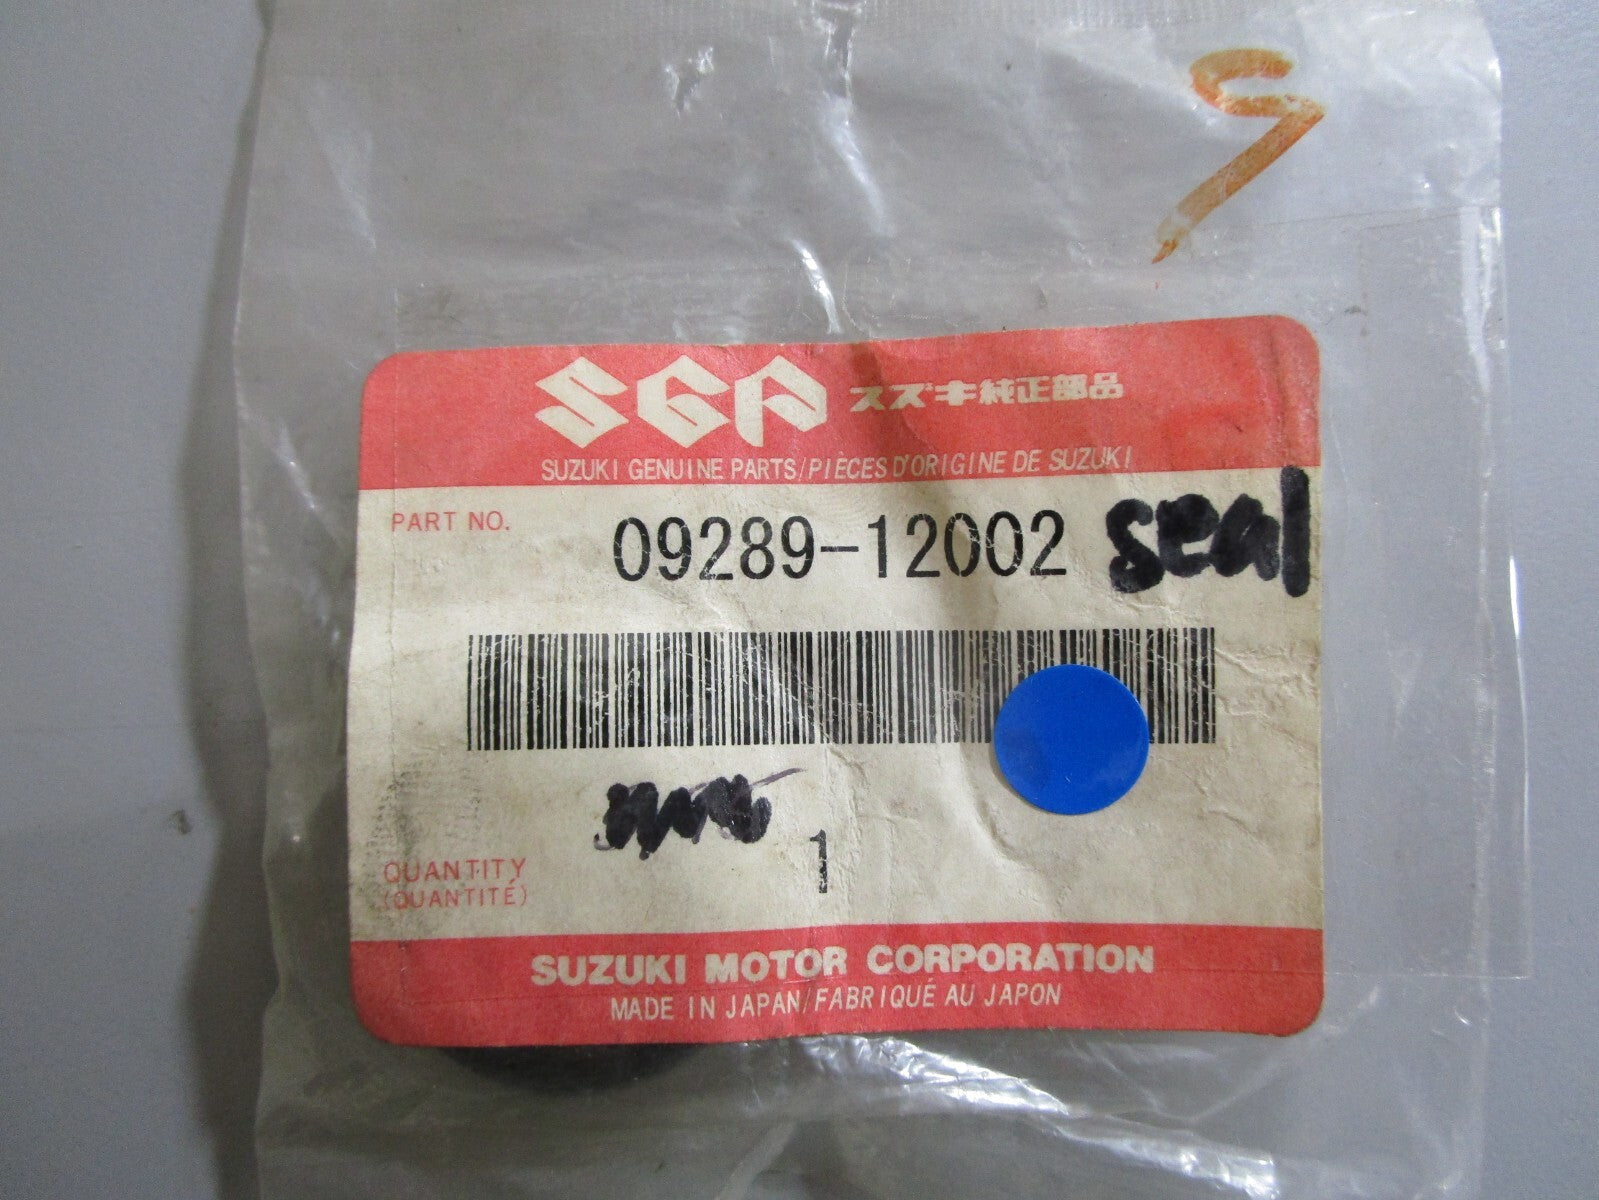 SGP スズキ純正部品
SUZUKI GENUINE PARTS/PIÈCES D'ORIGINE DE SUZUKI
PART NO. 09289-12002 seal
1
QUANTITY
(QUANTITÉ)
SUZUKI MOTOR CORPORATION
MADE IN JAPAN/FABRIQUÉ AU JAPON